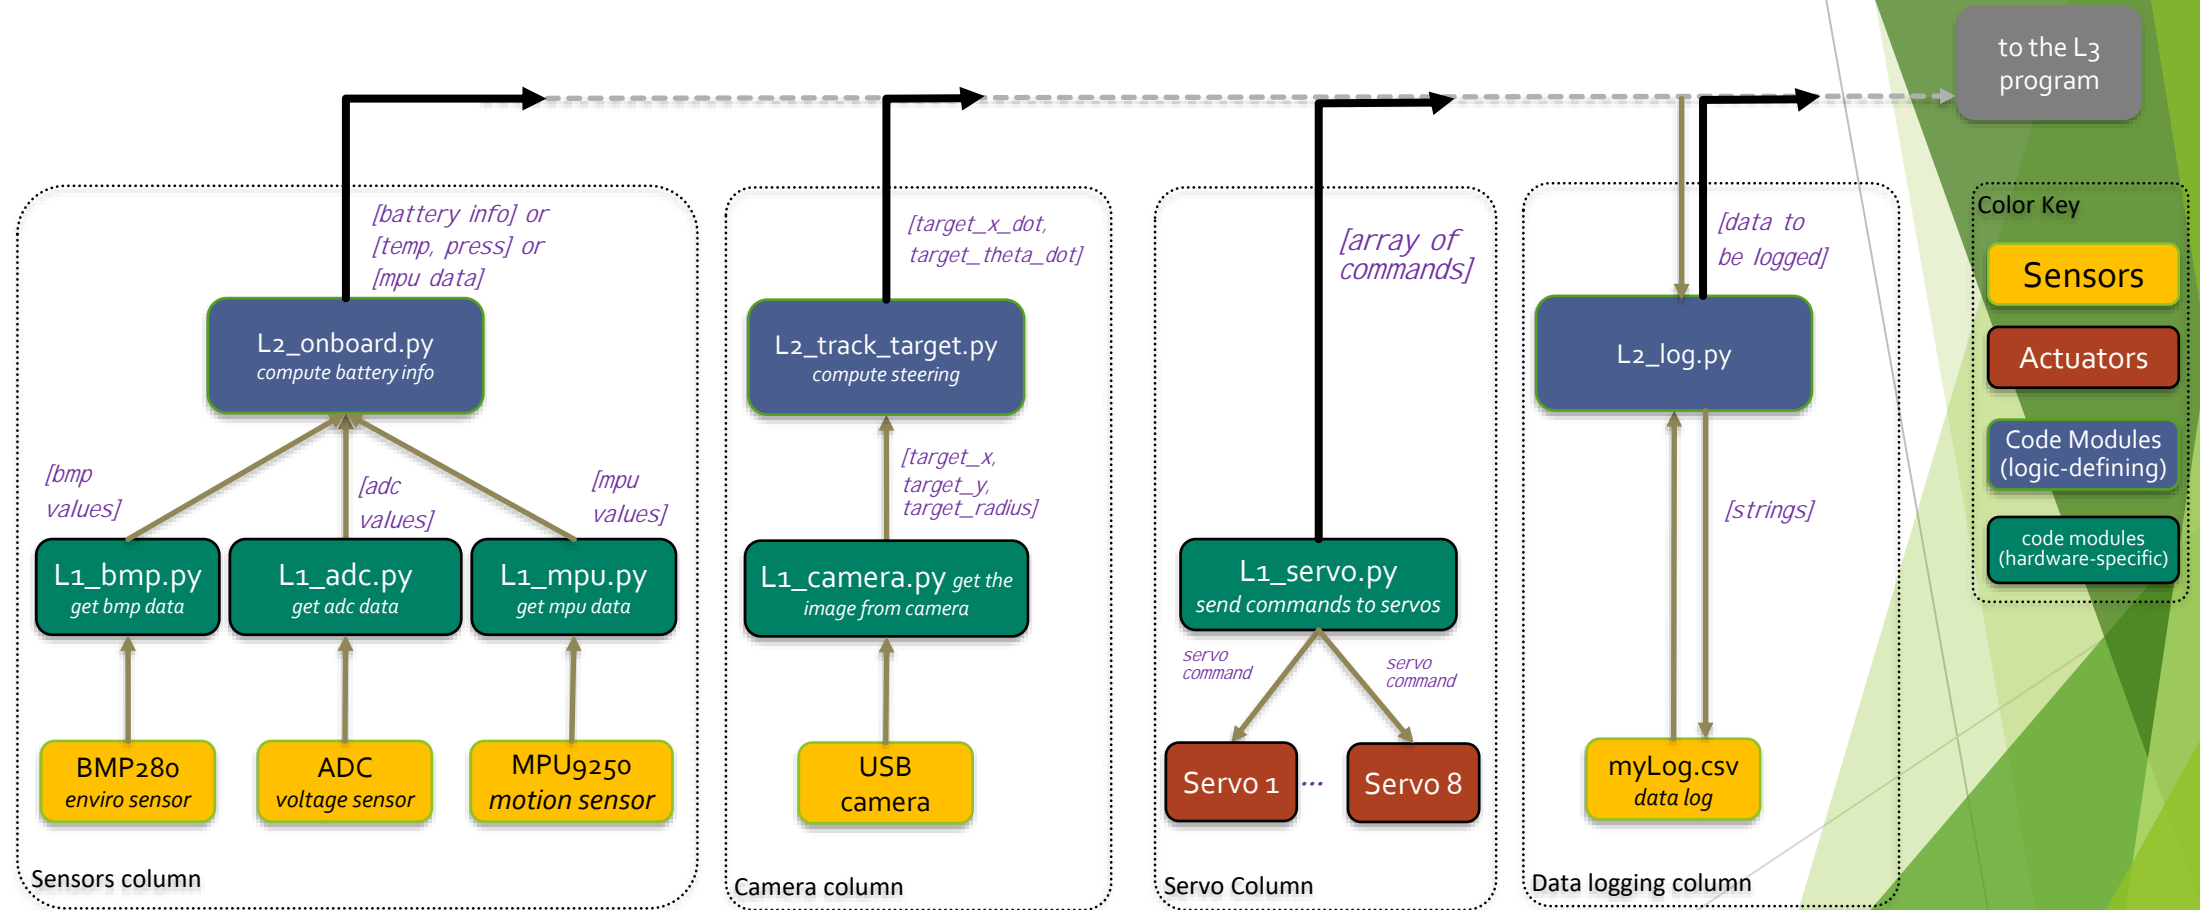 to the L3
program
[battery info] or
[temp, press] or
[mpu data]
L2_onboard.py
compute battery info
[bmp
values]
[adc
values]
[mpu
values]
L1_bmp.py
get bmp data
L1_adc.py
get adc data
L1_mpu.py
get mpu data
BMP280
enviro sensor
ADC
voltage sensor
MPU9250
motion sensor
Sensors column
[target_x_dot,
target_theta_dot]
L2_track_target.py
compute steering
[target_x,
target_y,
target_radius]
L1_camera.py get the
image from camera
USB
camera
Camera column
[array of
commands]
L1_servo.py
send commands to servos
servo
command
servo
command
Servo 1
...
Servo 8
Servo Column
[data to
be logged]
L2_log.py
[strings]
myLog.csv
data log
Data logging column
Color Key
Sensors
Actuators
Code Modules
(logic-defining)
code modules
(hardware-specific)